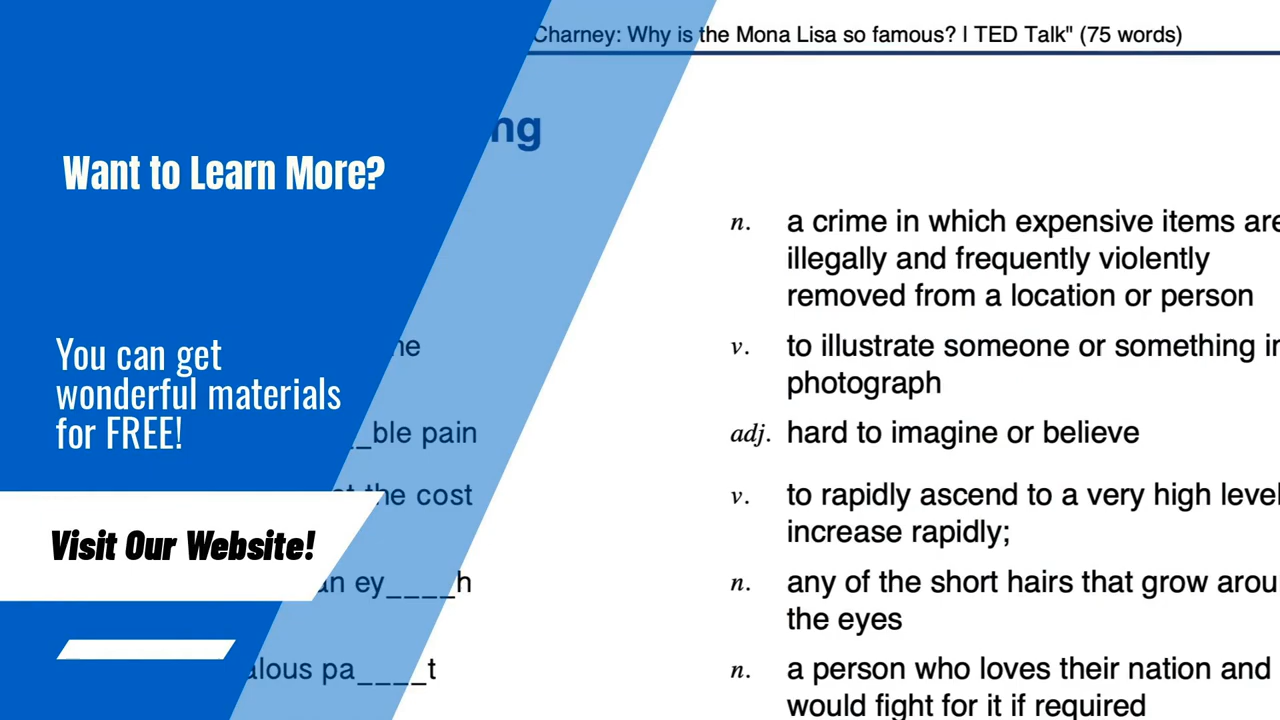 Charney: Why is the Mona Lisa so famous? | TED Talk" (75 words)
ng
Want to Learn More?
You can get
wonderful materials
for FREE!
Visit Our Website!
n. a crime in which expensive items are
illegally and frequently violently
removed from a location or person
ne
v. to illustrate someone or something in
photograph
_ble pain
adj. hard to imagine or believe
the cost
v. to rapidly ascend to a very high level
increase rapidly;
an ey____h
n. any of the short hairs that grow arou
the eyes
alous pa____t
n. a person who loves their nation and
would fight for it if required